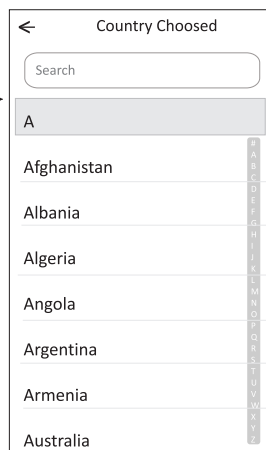 Country Choosed
Search
A
Afghanistan
Albania
Algeria
Angola
Argentina
Armenia
Australia
#
A
B
C
D
E
F
G
H
I
J
K
L
M
N
O
P
Q
R
S
T
U
V
W
X
Y
Z